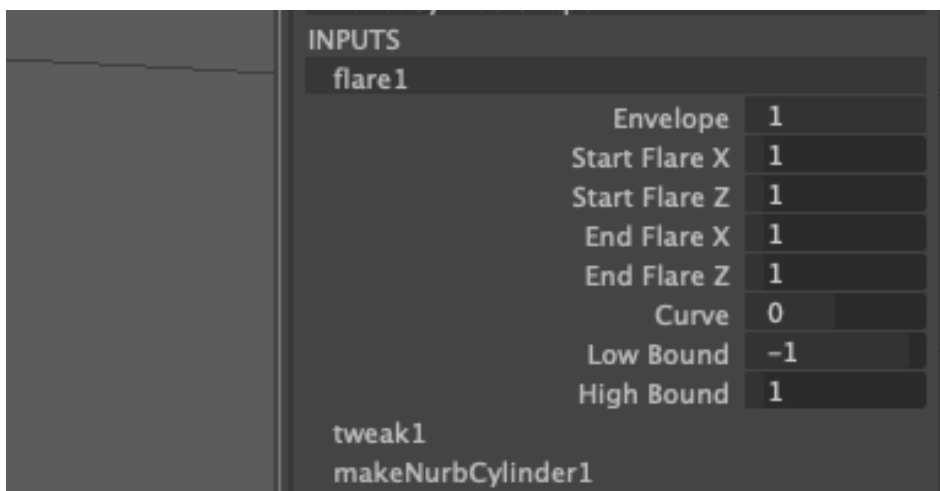 INPUTS
flare1
Envelope 1
Start Flare X 1
Start Flare Z 1
End Flare X 1
End Flare Z 1
Curve 0
Low Bound -1
High Bound 1
tweak1
makeNurbCylinder1